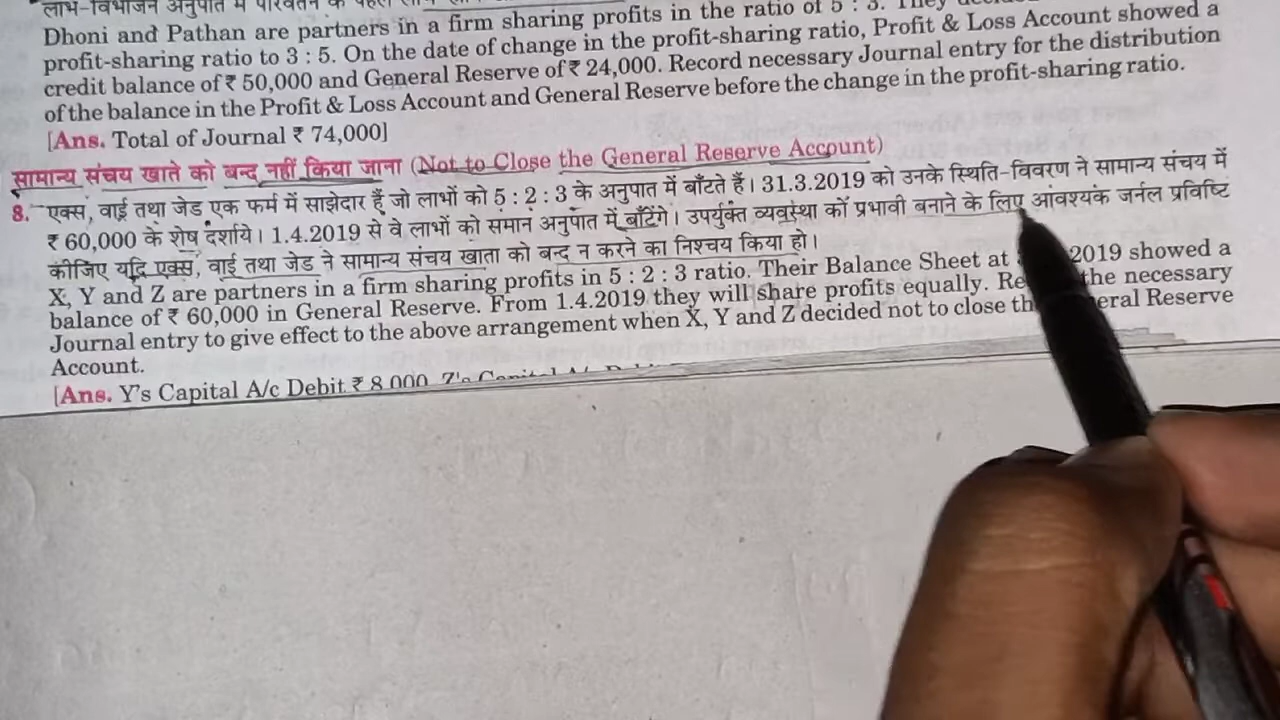 लाभ-विभाजन अनुपात में परिवर्तन के पहले
Dhoni and Pathan are partners in a firm sharing profits in the ratio of 5 : 3. They
profit-sharing ratio to 3 : 5. On the date of change in the profit-sharing ratio, Profit & Loss Account showed a
credit balance of ₹ 50,000 and General Reserve of ₹ 24,000. Record necessary Journal entry for the distribution
of the balance in the Profit & Loss Account and General Reserve before the change in the profit-sharing ratio.
[Ans. Total of Journal ₹ 74,000]
सामान्य संचय खाते को बन्द नहीं किया जाना (Not to Close the General Reserve Account)
8. एक्स, वाई तथा जेड एक फर्म में साझेदार हैं जो लाभों को 5 : 2 : 3 के अनुपात में बाँटते हैं। 31.3.2019 को उनके स्थिति-विवरण ने सामान्य संचय में
₹ 60,000 के शेष दर्शाये। 1.4.2019 से वे लाभों को समान अनुपात में बाँटेंगे। उपर्युक्त व्यवस्था को प्रभावी बनाने के लिए आवश्यक जर्नल प्रविष्टि
कीजिए यदि एक्स, वाई तथा जेड ने सामान्य संचय खाता को बन्द न करने का निश्चय किया हो।
X, Y and Z are partners in a firm sharing profits in 5 : 2 : 3 ratio. Their Balance Sheet at 2019 showed a
balance of ₹ 60,000 in General Reserve. From 1.4.2019 they will share profits equally. the necessary
Journal entry to give effect to the above arrangement when X, Y and Z decided not to close Reserve
Account.
[Ans. Y's Capital A/c Debit ₹ 8,000, Z's Capital A/c